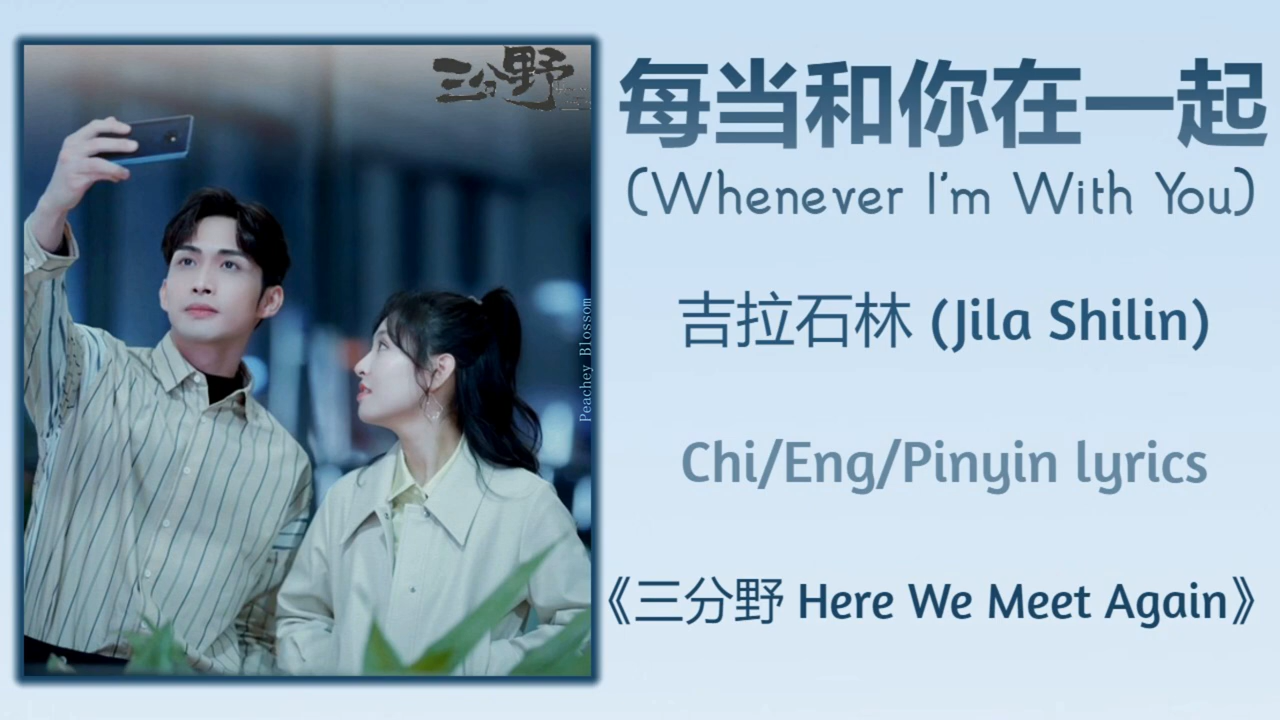 三分野
Peachey Blossom
每当和你在一起
(Whenever I'm With You)
吉拉石林 (Jila Shilin)
Chi/Eng/Pinyin lyrics
《三分野 Here We Meet Again》